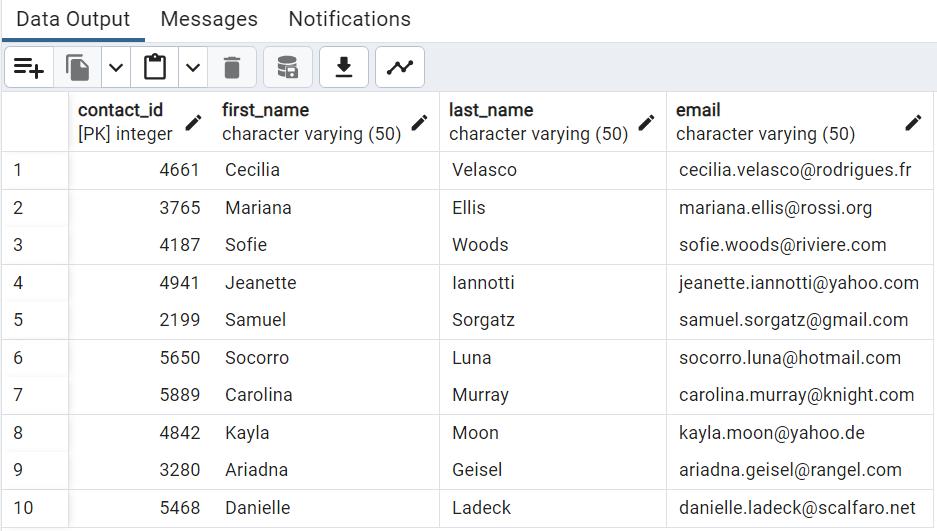 Data Output Messages Notifications
contact_id first_name last_name email
[PK] integer character varying (50) character varying (50) character varying (50)
1 4661 Cecilia Velasco cecilia.velasco@rodrigues.fr
2 3765 Mariana Ellis mariana.ellis@rossi.org
3 4187 Sofie Woods sofie.woods@riviere.com
4 4941 Jeanette Iannotti jeanette.iannotti@yahoo.com
5 2199 Samuel Sorgatz samuel.sorgatz@gmail.com
6 5650 Socorro Luna socorro.luna@hotmail.com
7 5889 Carolina Murray carolina.murray@knight.com
8 4842 Kayla Moon kayla.moon@yahoo.de
9 3280 Ariadna Geisel ariadna.geisel@rangel.com
10 5468 Danielle Ladeck danielle.ladeck@scalfaro.net